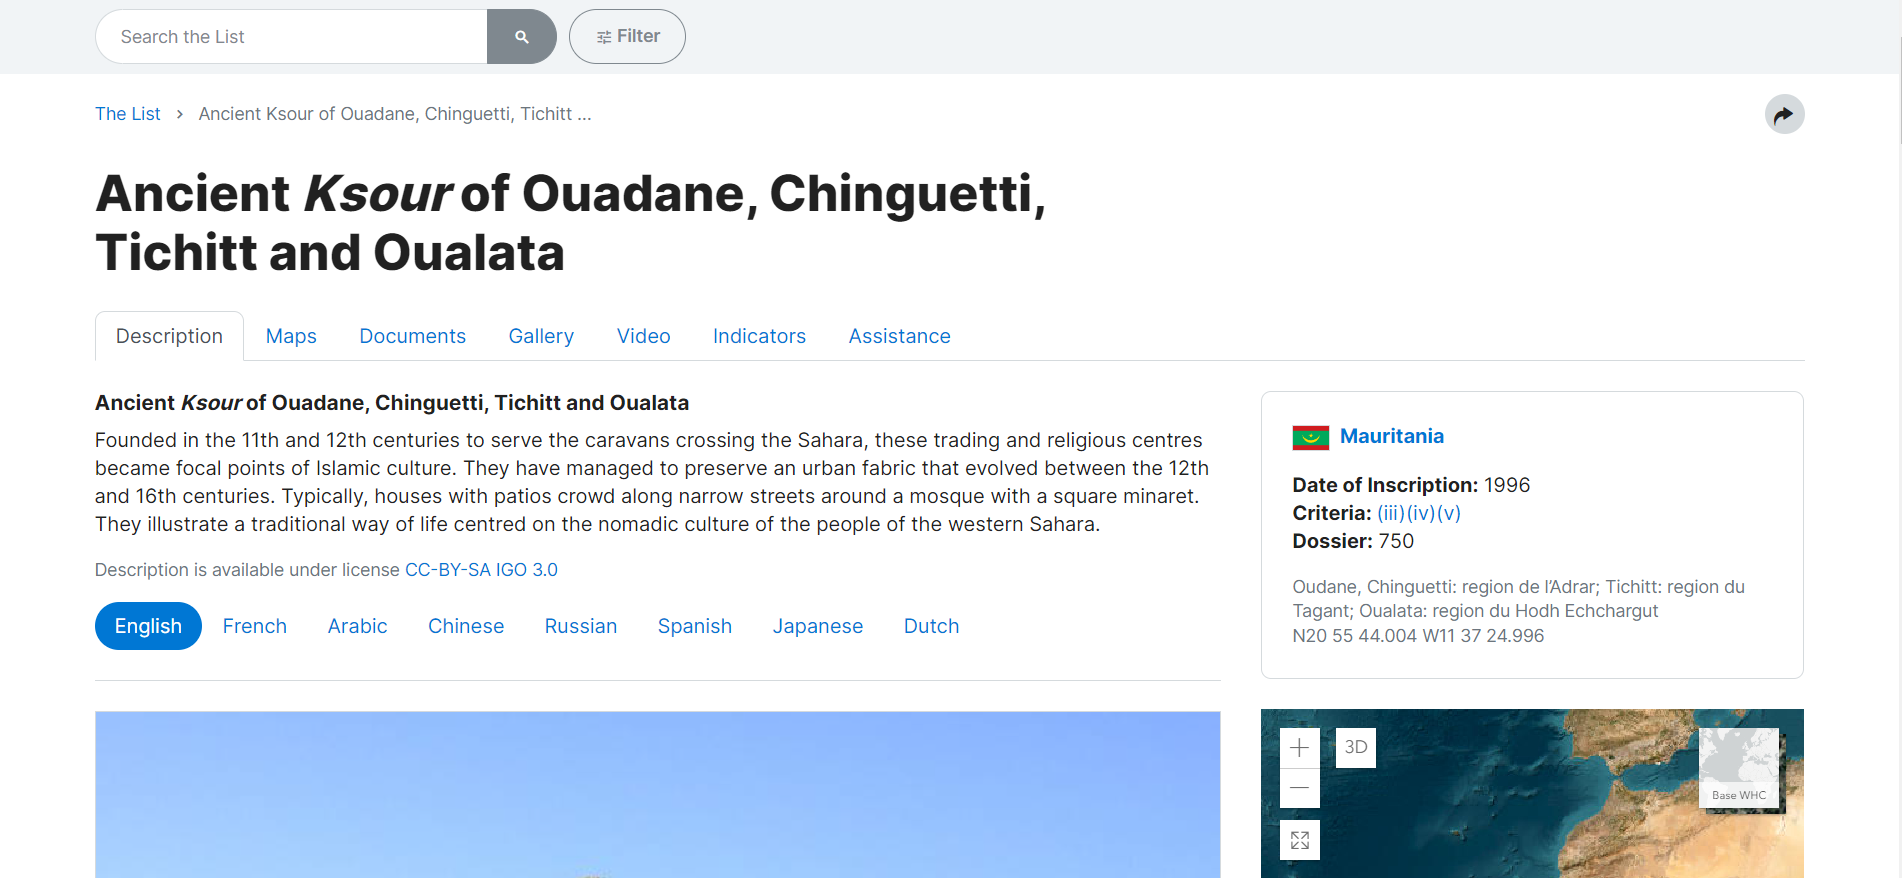 Search the List
Filter
The List › Ancient Ksour of Ouadane, Chinguetti, Tichitt ...
Ancient Ksour of Ouadane, Chinguetti,
Tichitt and Oualata
Description Maps Documents Gallery Video Indicators Assistance
Ancient Ksour of Ouadane, Chinguetti, Tichitt and Oualata
Founded in the 11th and 12th centuries to serve the caravans crossing the Sahara, these trading and religious centres
became focal points of Islamic culture. They have managed to preserve an urban fabric that evolved between the 12th
and 16th centuries. Typically, houses with patios crowd along narrow streets around a mosque with a square minaret.
They illustrate a traditional way of life centred on the nomadic culture of the people of the western Sahara.
Description is available under license CC-BY-SA IGO 3.0
English French Arabic Chinese Russian Spanish Japanese Dutch
Mauritania
Date of Inscription: 1996
Criteria: (iii)(iv)(v)
Dossier: 750
Oudane, Chinguetti: region de l’Adrar; Tichitt: region du
Tagant; Oualata: region du Hodh Echchargut
N20 55 44.004 W11 37 24.996
3D
Base WHC